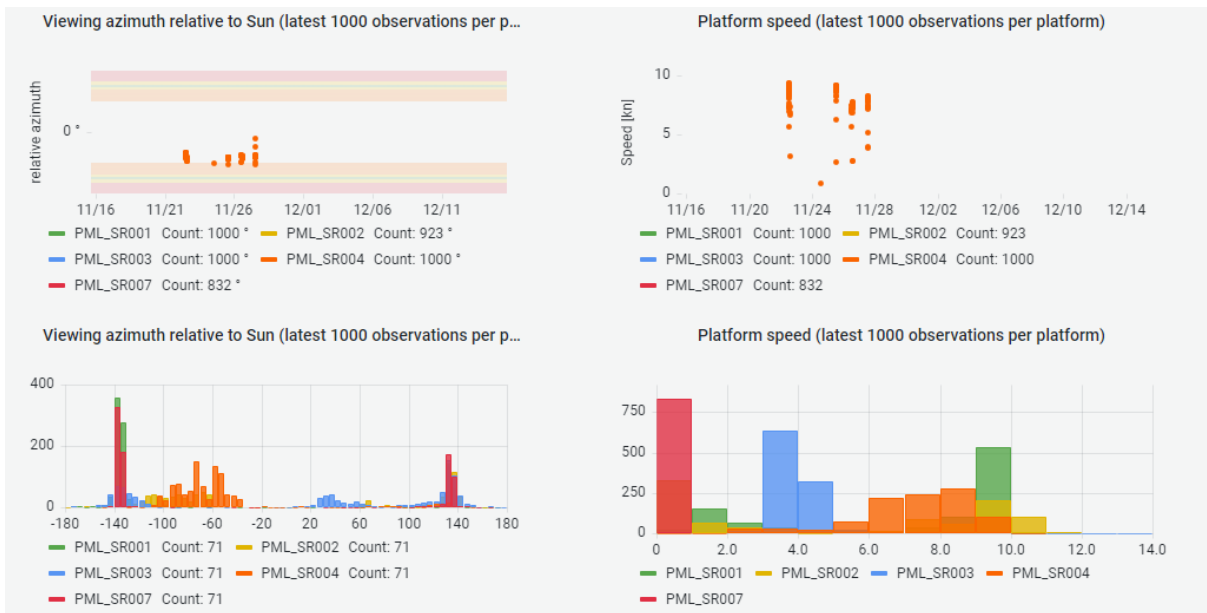 Viewing azimuth relative to Sun (latest 1000 observations per p...
relative azimuth
0 °
11/16 11/21 11/26 12/01 12/06 12/11
PML_SR001 Count: 1000 ° PML_SR002 Count: 923 °
PML_SR003 Count: 1000 ° PML_SR004 Count: 1000 °
PML_SR007 Count: 832 °
Platform speed (latest 1000 observations per platform)
Speed [kn]
10
5
0
11/16 11/20 11/24 11/28 12/02 12/06 12/10 12/14
PML_SR001 Count: 1000 PML_SR002 Count: 923
PML_SR003 Count: 1000 PML_SR004 Count: 1000
PML_SR007 Count: 832
Viewing azimuth relative to Sun (latest 1000 observations per p...
400
200
0
-180 -140 -100 -60 -20 20 60 100 140 180
PML_SR001 Count: 71 PML_SR002 Count: 71
PML_SR003 Count: 71 PML_SR004 Count: 71
PML_SR007 Count: 71
Platform speed (latest 1000 observations per platform)
750
500
250
0
0 2.0 4.0 6.0 8.0 10.0 12.0 14.0
PML_SR001 PML_SR002 PML_SR003 PML_SR004
PML_SR007